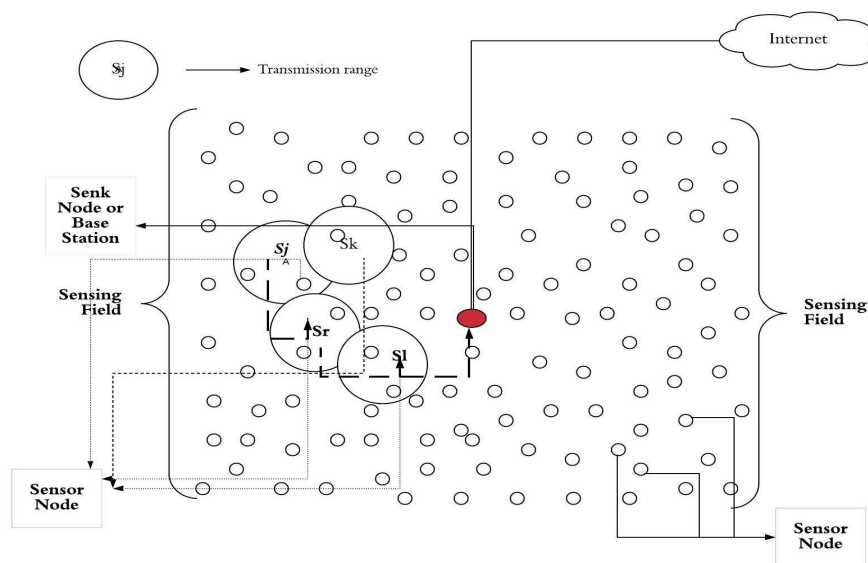 Internet
Sj
Transmission range
Senk
Node or
Base
Station
Sj
A
Sk
Sensing
Field
Sr
Sl
Sensing
Field
Sensor
Node
Sensor
Node